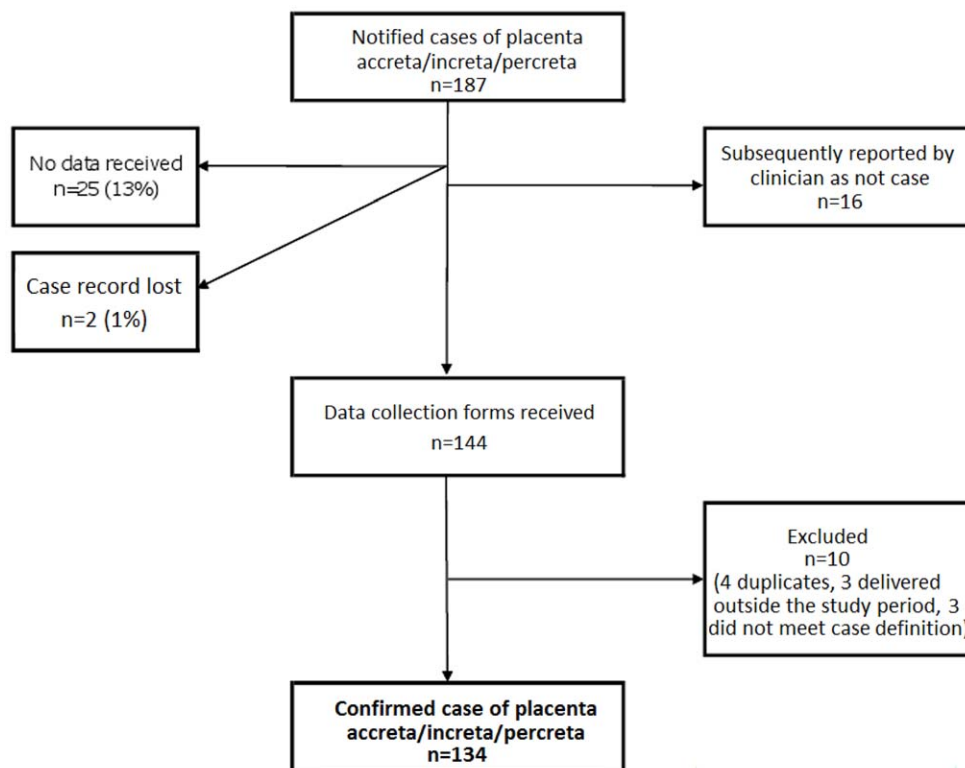 Notified cases of placenta
accreta/increta/percreta
n=187
No data received
n=25 (13%)
Subsequently reported by
clinician as not case
n=16
Case record lost
n=2 (1%)
Data collection forms received
n=144
Excluded
n=10
(4 duplicates, 3 delivered
outside the study period, 3
did not meet case definition)
Confirmed case of placenta
accreta/increta/percreta
n=134